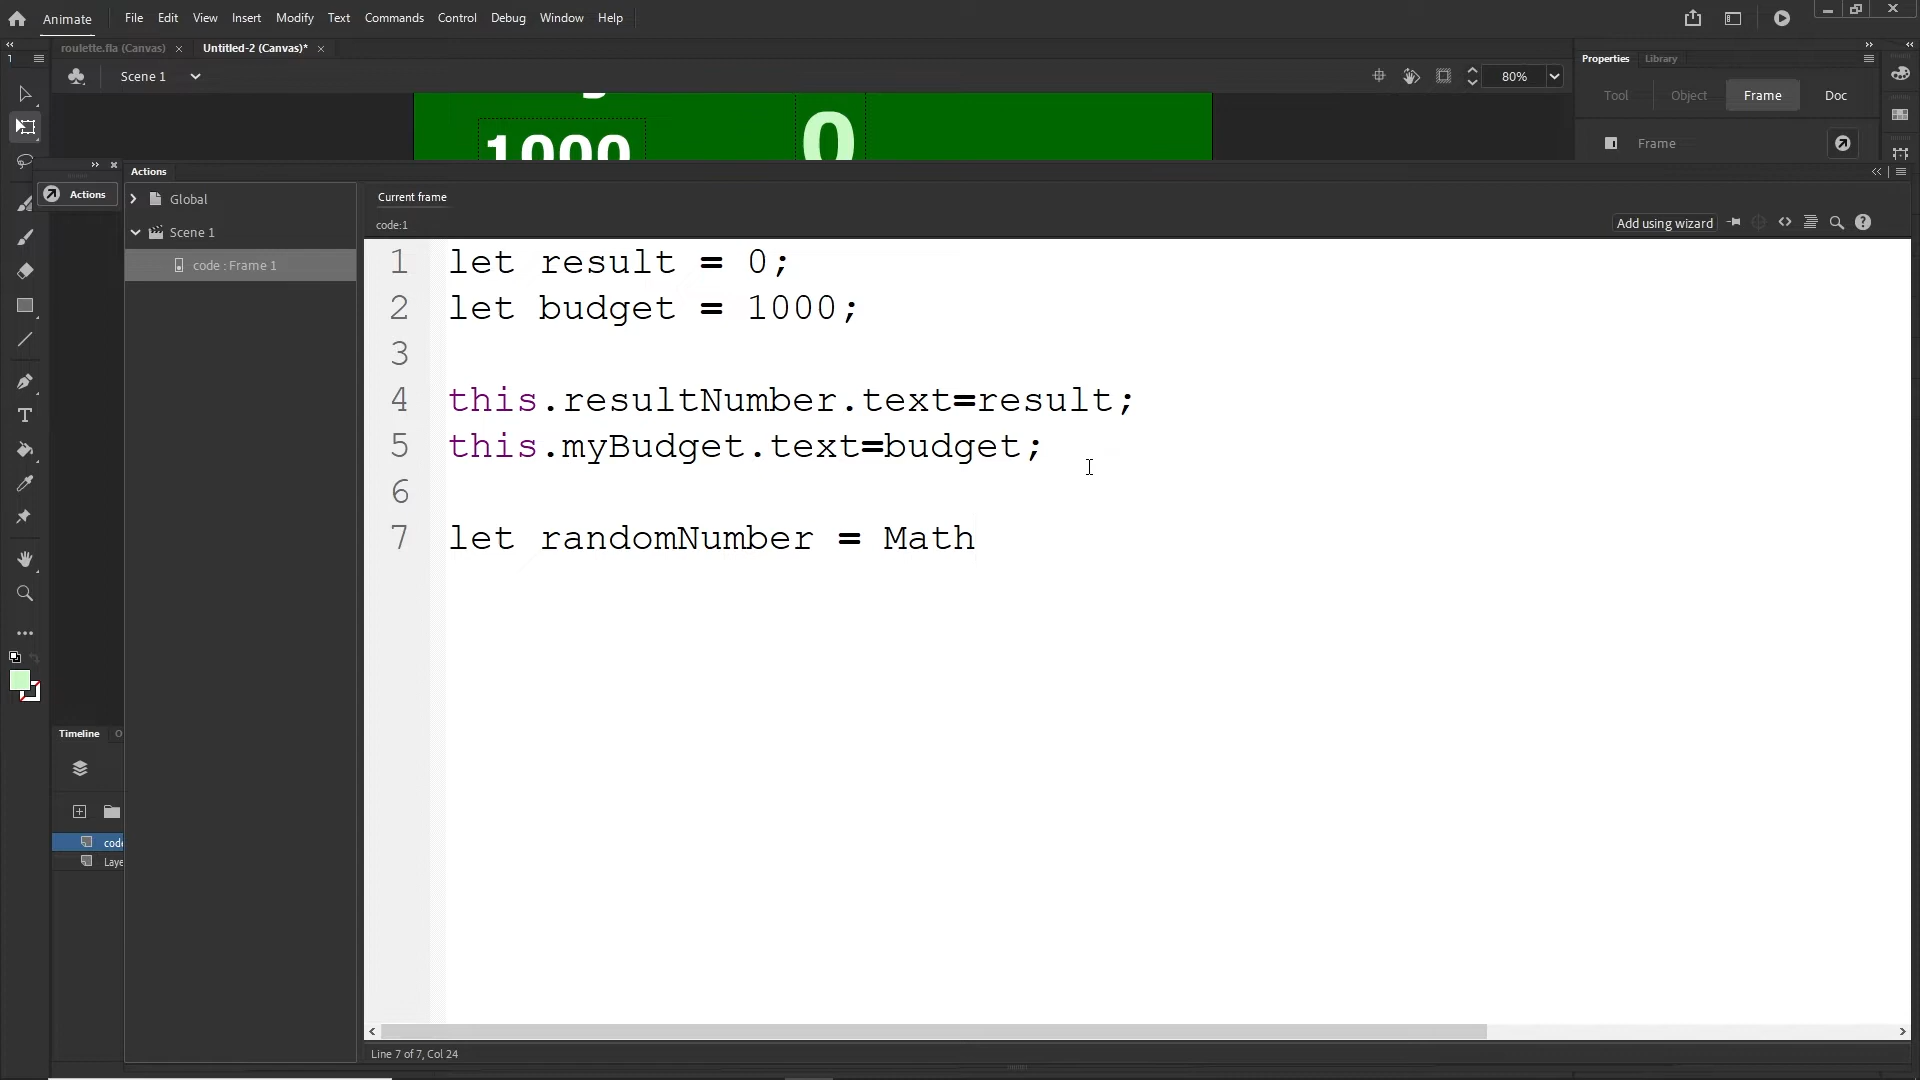 Animate File Edit View Insert Modify Text Commands Control Debug Window Help
roulette.fla (Canvas) × Untitled-2 (Canvas)* ×
Scene 1
80%
Properties Library
Tool Object Frame Doc
Frame
1000
0
Actions
Actions
Global
Scene 1
code : Frame 1
Current frame
code:1
Add using wizard
1 let result = 0;
2 let budget = 1000;
3
4 this.resultNumber.text=result;
5 this.myBudget.text=budget;
6
7 let randomNumber = Math
Timeline O
code
Laye
Line 7 of 7, Col 24